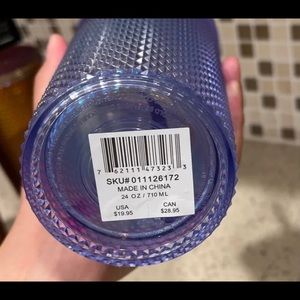 7 62111 47323 3
SKU# 011126172
MADE IN CHINA
24 OZ / 710 ML
USA CAN
$19.95 $28.95